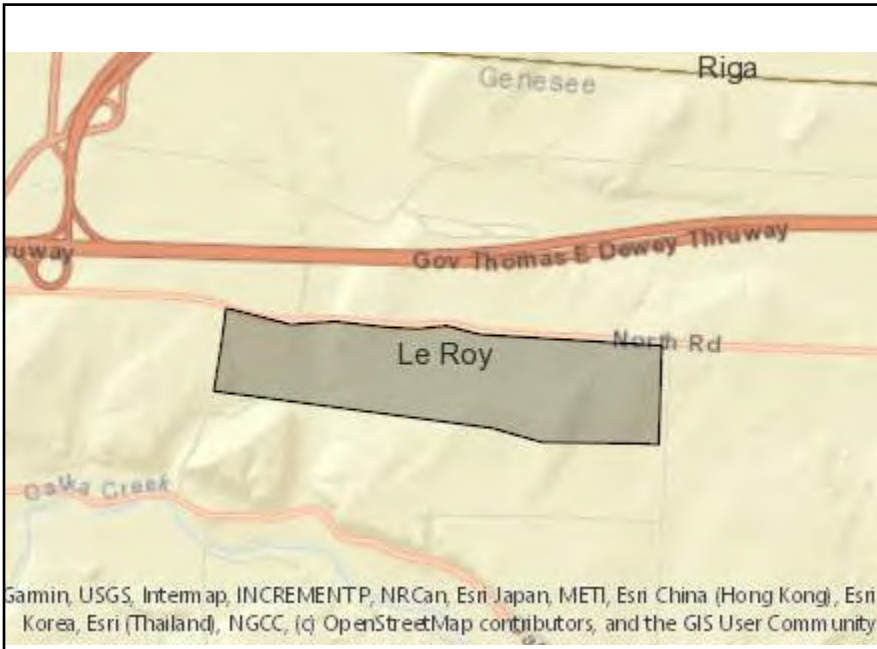 Riga
Genesee
ruway
Gov Thomas E Dewey Thruway
North Rd
Le Roy
Oatka Creek
Garmin, USGS, Intermap, INCREMENT P, NRCan, Esri Japan, METI, Esri China (Hong Kong), Esri
Korea, Esri (Thailand), NGCC, (c) OpenStreetMap contributors, and the GIS User Community